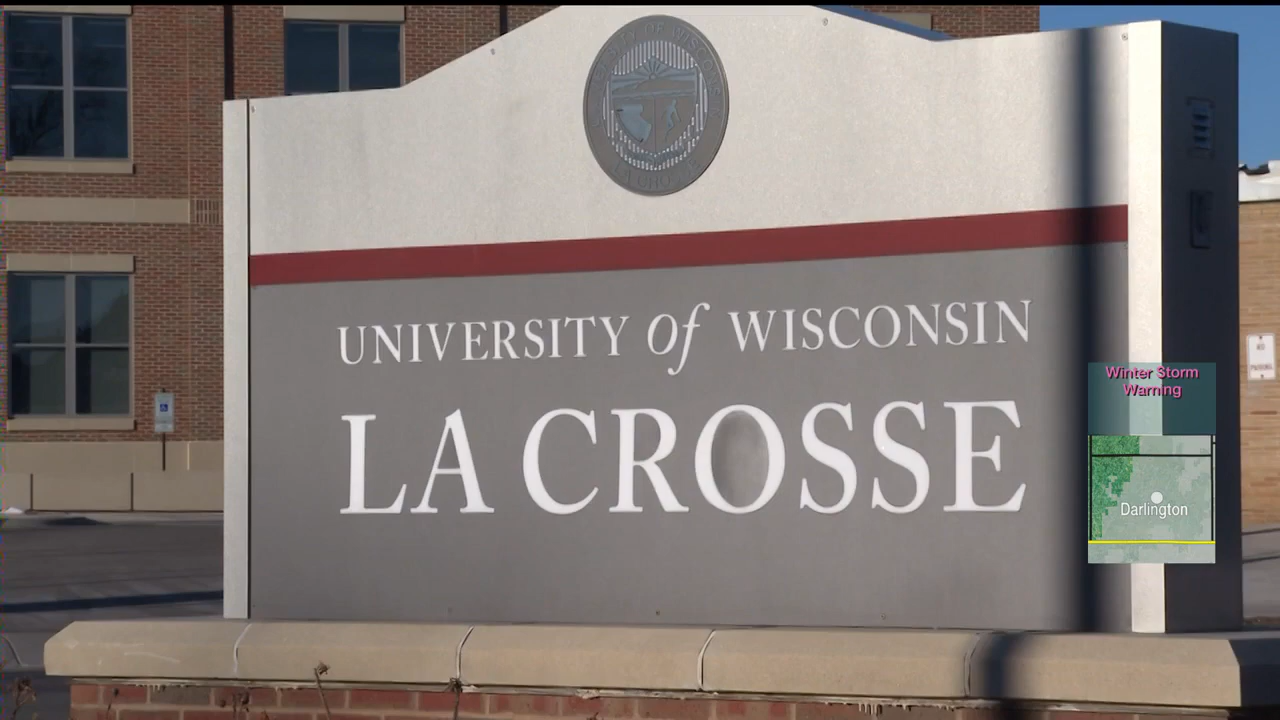 UNIVERSITY of WISCONSIN
LA CROSSE
Winter Storm
Warning
Darlington